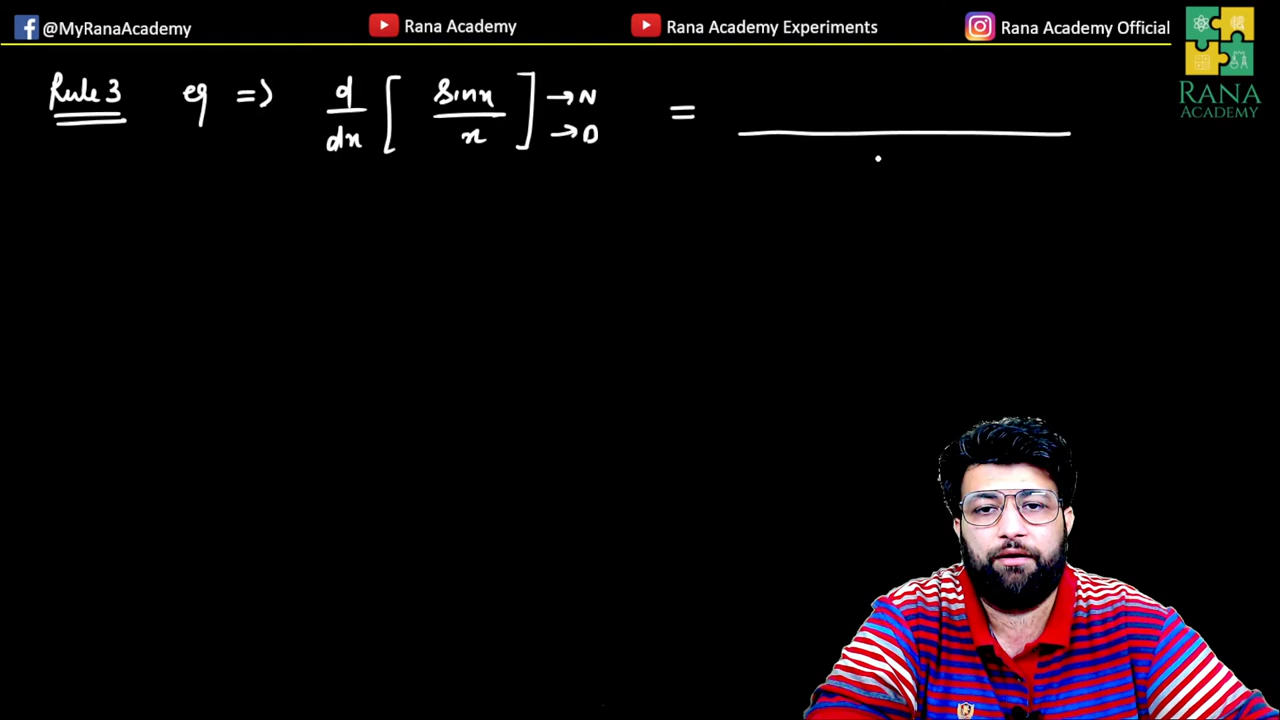 @MyRanaAcademy
Rana Academy
Rana Academy Experiments
Rana Academy Official
RANA
ACADEMY
Rule 3 eg => d/dx [ sinx/x ] →N →D =